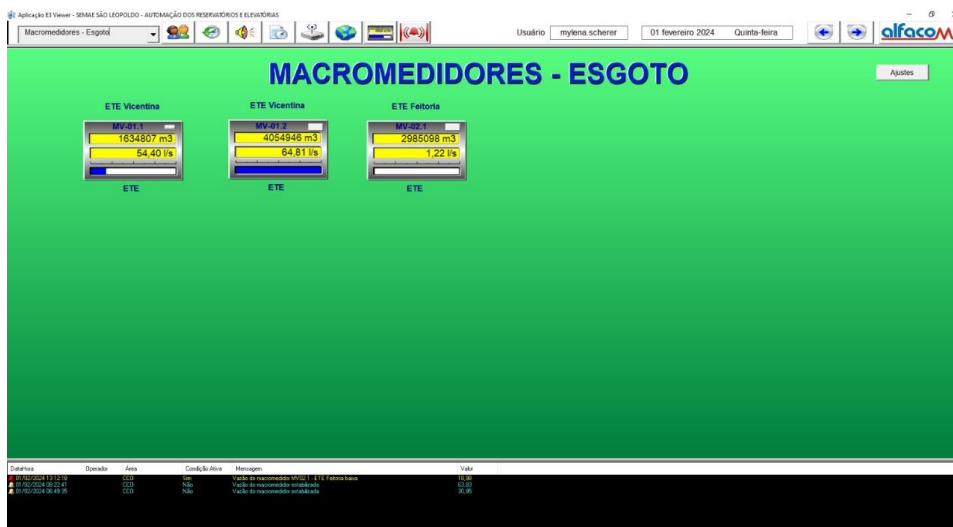 Aplicação E3 Viewer - SEMAE SÃO LEOPOLDO - AUTOMAÇÃO DOS RESERVATÓRIOS E ELEVATÓRIAS
Macromedidores - Esgoto
Usuário mylena.scherer 01 fevereiro 2024 Quinta-feira
alfacom
MACROMEDIDORES - ESGOTO
Ajustes
ETE Vicentina ETE Vicentina ETE Feitoria
MV-01.1 MV-01.2 MV-02.1
1634807 m3 4054946 m3 2985098 m3
54,40 l/s 64,81 l/s 1,22 l/s
ETE ETE ETE
Data/Hora Operador Área Condição Ativa Mensagem Valor
01/02/2024 13:12:18 CCO Sim Vazão do macromedidor MV02.1 - ETE Feitoria baixa
01/02/2024 08:22:41 CCO Não Vazão do macromedidor estabilizada 63,83
01/02/2024 06:49:35 CCO Não Vazão do macromedidor estabilizada 30,95